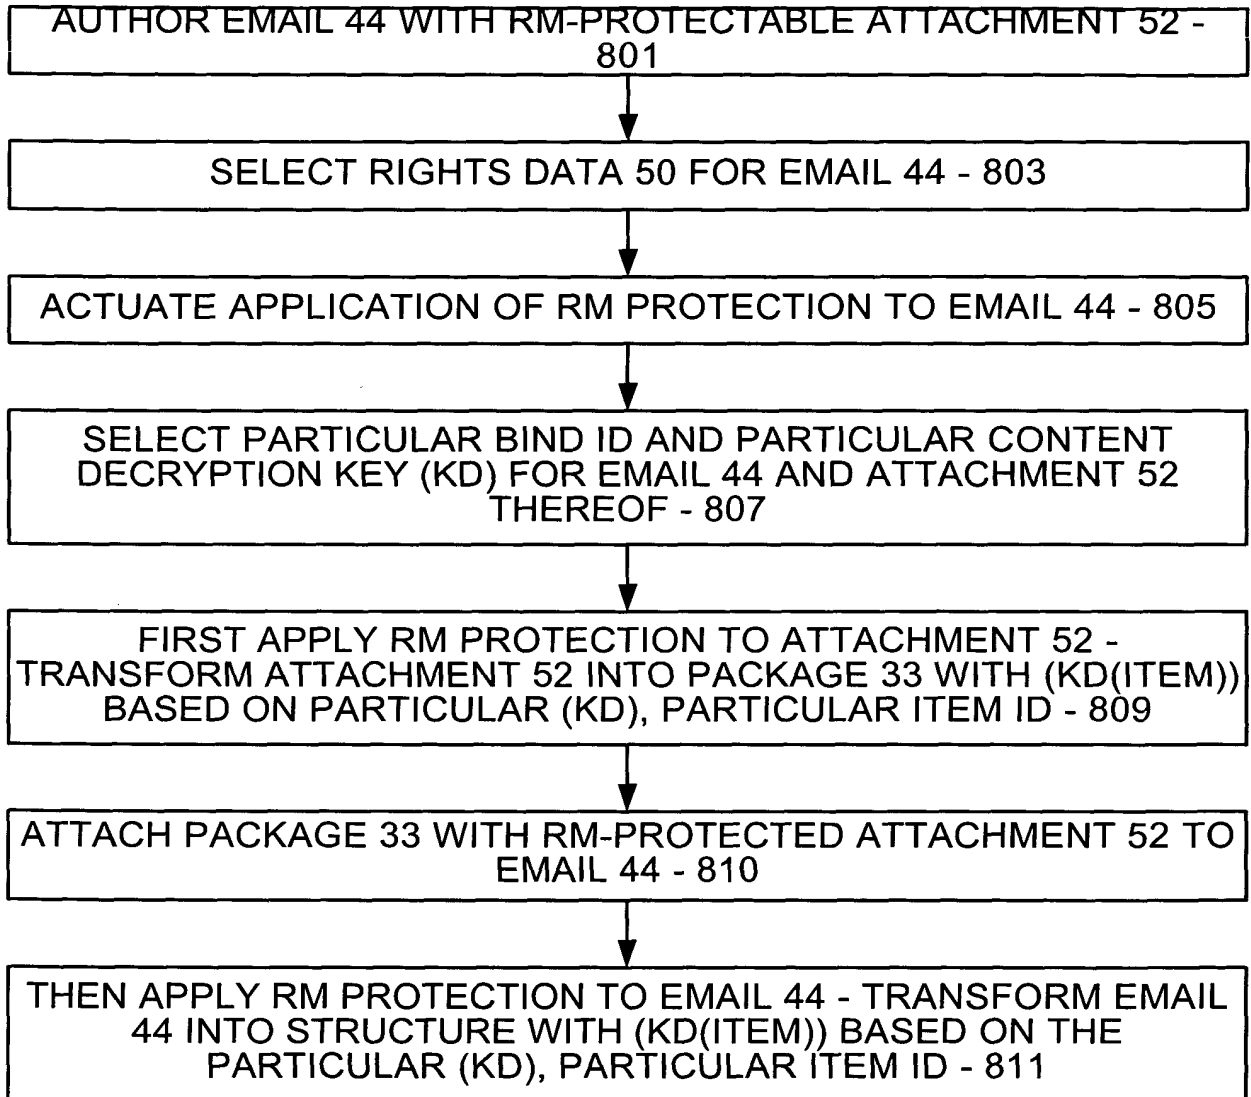 AUTHOR EMAIL 44 WITH RM-PROTECTABLE ATTACHMENT 52 -
801
SELECT RIGHTS DATA 50 FOR EMAIL 44 - 803
ACTUATE APPLICATION OF RM PROTECTION TO EMAIL 44 - 805
SELECT PARTICULAR BIND ID AND PARTICULAR CONTENT
DECRYPTION KEY (KD) FOR EMAIL 44 AND ATTACHMENT 52
THEREOF - 807
FIRST APPLY RM PROTECTION TO ATTACHMENT 52 -
TRANSFORM ATTACHMENT 52 INTO PACKAGE 33 WITH (KD(ITEM))
BASED ON PARTICULAR (KD), PARTICULAR ITEM ID - 809
ATTACH PACKAGE 33 WITH RM-PROTECTED ATTACHMENT 52 TO
EMAIL 44 - 810
THEN APPLY RM PROTECTION TO EMAIL 44 - TRANSFORM EMAIL
44 INTO STRUCTURE WITH (KD(ITEM)) BASED ON THE
PARTICULAR (KD), PARTICULAR ITEM ID - 811